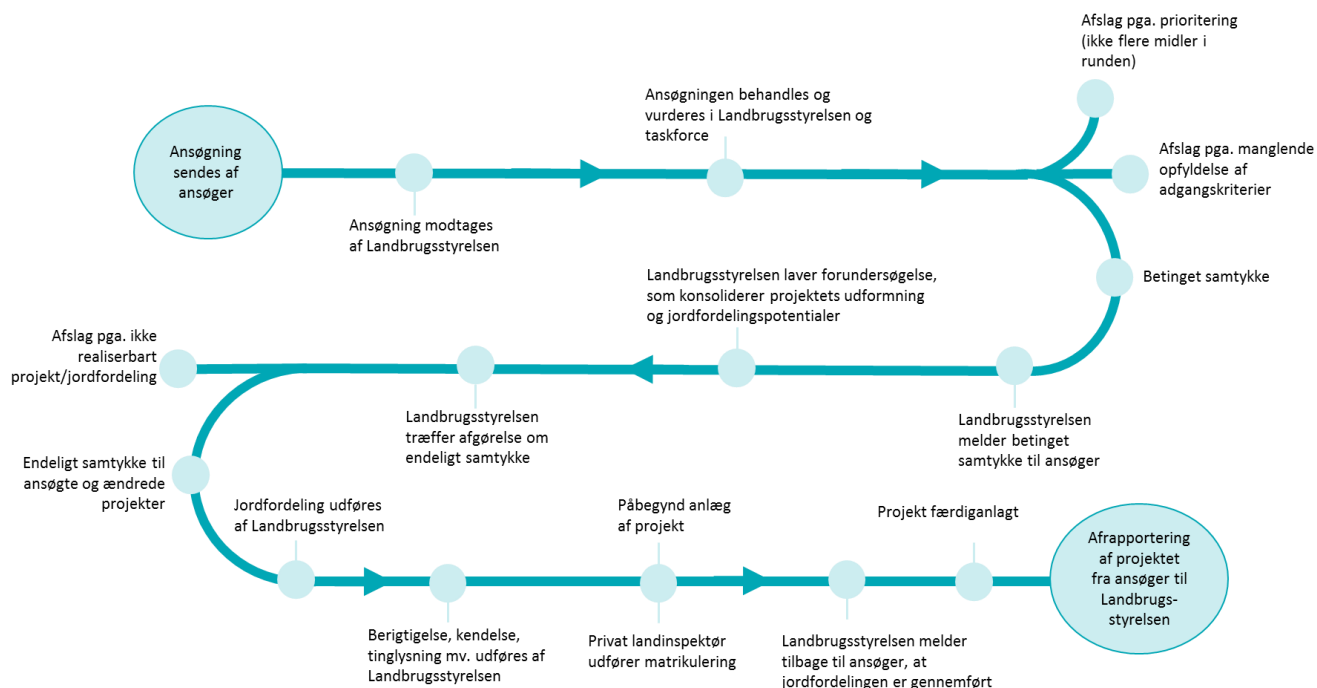 Ansøgning
sendes af
ansøger
Ansøgning modtages
af Landbrugsstyrelsen
Ansøgningen behandles og
vurderes i Landbrugsstyrelsen og
taskforce
Afslag pga. prioritering
(ikke flere midler i
runden)
Afslag pga. manglende
opfyldelse af
adgangskriterier
Betinget samtykke
Landbrugsstyrelsen
melder betinget
samtykke til ansøger
Landbrugsstyrelsen laver forundersøgelse,
som konsoliderer projektets udformning
og jordfordelingspotentialer
Landbrugsstyrelsen
træffer afgørelse om
endeligt samtykke
Afslag pga. ikke
realiserbart
projekt/jordfordeling
Endeligt samtykke til
ansøgte og ændrede
projekter
Jordfordeling udføres
af Landbrugsstyrelsen
Berigtigelse, kendelse,
tinglysning mv. udføres af
Landbrugsstyrelsen
Påbegynd anlæg
af projekt
Privat landinspektør
udfører matrikulering
Landbrugsstyrelsen melder
tilbage til ansøger, at
jordfordelingen er gennemført
Projekt færdiganlagt
Afrapportering
af projektet
fra ansøger til
Landbrugs-
styrelsen